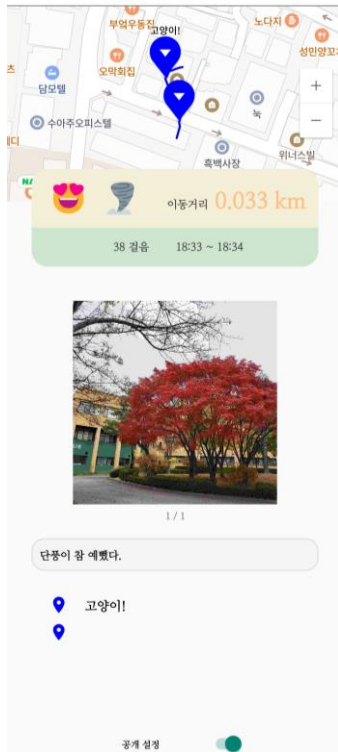 부엉우동집
고양이!
노다지
오막회집
성민양꼬
담모텔
+
수아주오피스텔
눅
−
흑백사장
위너스빌
이동거리 0.033 km
38 걸음 18:33 ~ 18:34
1 / 1
단풍이 참 예뻤다.
고양이!
공개 설정